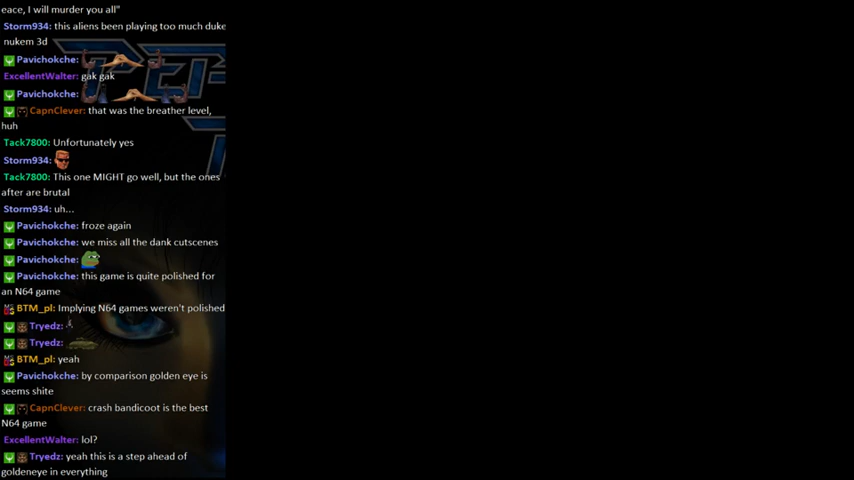 eace, I will murder you!"
Storm934: this aliens been playing too much duke
nukem 3d
Pavichokche:
ExcellentWalter: gak gak
Pavichokche:
CapnClever: that was the breather level,
huh
Tack7800: Unfortunately yes
Storm934:
Tack7800: This one MIGHT go well, but the ones
after are brutal
Storm934: uh...
Pavichokche: froze again
Pavichokche: we miss all the dank cutscenes
Pavichokche:
Pavichokche: this game is quite polished for
an N64 game
BTM_pl: Implying N64 games weren't polished
Tryedz:
Tryedz:
BTM_pl: yeah
Pavichokche: by comparison golden eye is
seems shite
CapnClever: crash bandicoot is the best
N64 game
ExcellentWalter: lol?
Tryedz: yeah this is a step ahead of
goldeneye in everything